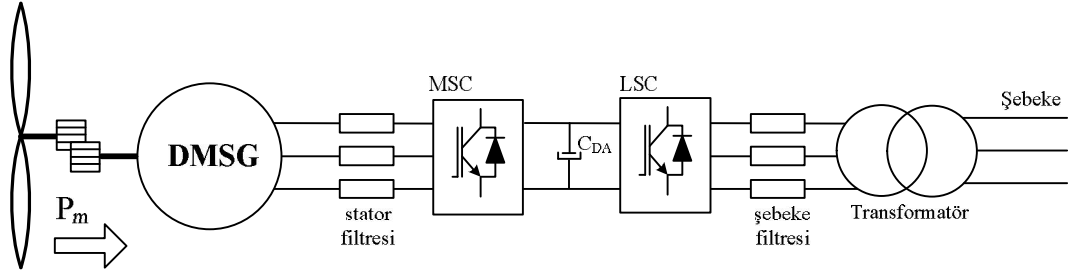 MSC
LSC
Şebeke
DMSG
C_DA
P_m
stator
filtresi
şebeke
filtresi
Transformatör